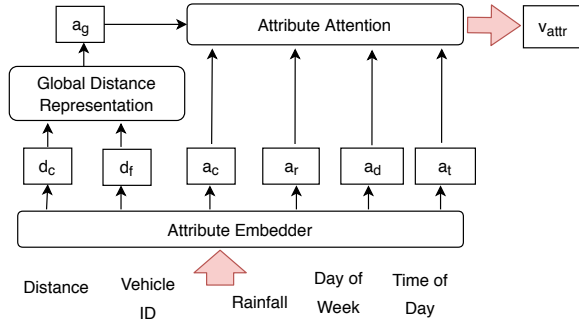 a_g
Attribute Attention
v_attr
Global Distance
Representation
d_c
d_f
a_c
a_r
a_d
a_t
Attribute Embedder
Distance
Vehicle
ID
Rainfall
Day of
Week
Time of
Day